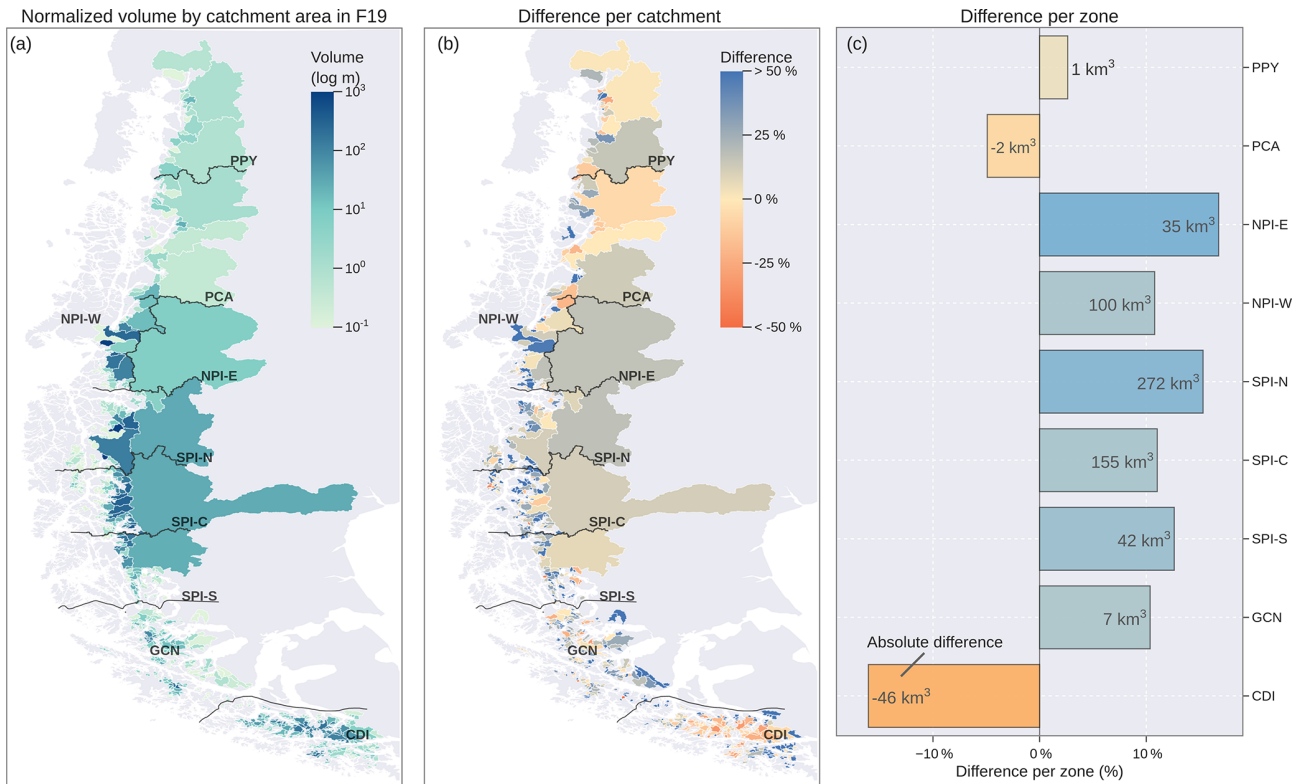 Normalized volume by catchment area in F19
(a)
Volume
(log m)
10³
10²
10¹
10⁰
10⁻¹
PPY
PCA
NPI-W
NPI-E
SPI-N
SPI-C
SPI-S
GCN
CDI
Difference per catchment
(b)
Difference
> 50 %
25 %
0 %
-25 %
< -50 %
PPY
PCA
NPI-W
NPI-E
SPI-N
SPI-C
SPI-S
GCN
CDI
Difference per zone
(c)
1 km³
PPY
-2 km³
PCA
35 km³
NPI-E
100 km³
NPI-W
272 km³
SPI-N
155 km³
SPI-C
42 km³
SPI-S
7 km³
GCN
Absolute difference
-46 km³
CDI
−10 %
0 %
10 %
Difference per zone (%)